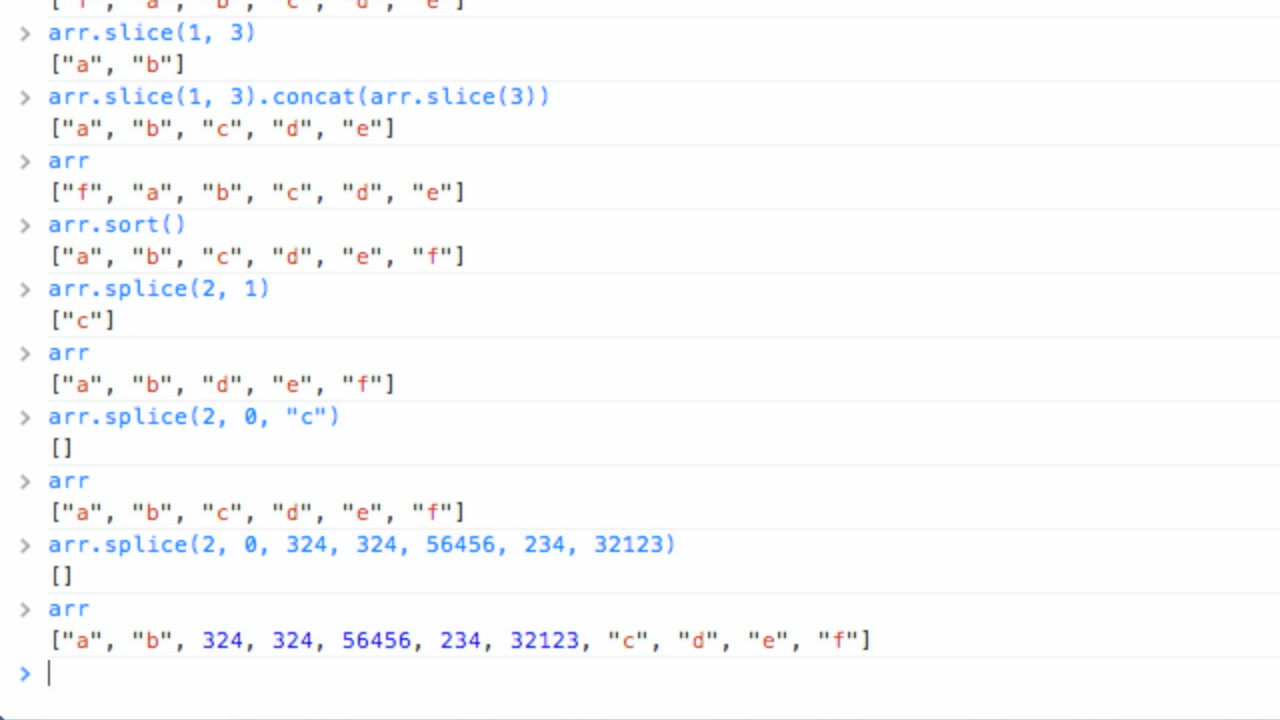 ["f", "a", "b", "c", "d", "e"]
> arr.slice(1, 3)
["a", "b"]
> arr.slice(1, 3).concat(arr.slice(3))
["a", "b", "c", "d", "e"]
> arr
["f", "a", "b", "c", "d", "e"]
> arr.sort()
["a", "b", "c", "d", "e", "f"]
> arr.splice(2, 1)
["c"]
> arr
["a", "b", "d", "e", "f"]
> arr.splice(2, 0, "c")
[]
> arr
["a", "b", "c", "d", "e", "f"]
> arr.splice(2, 0, 324, 324, 56456, 234, 32123)
[]
> arr
["a", "b", 324, 324, 56456, 234, 32123, "c", "d", "e", "f"]
>